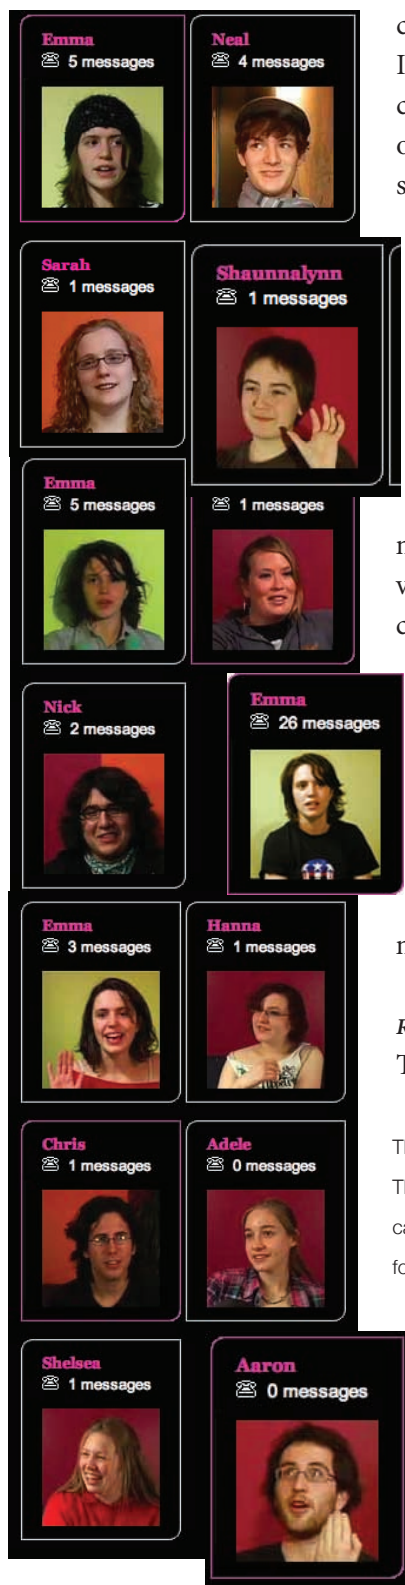 Emma
5 messages
Neal
4 messages
Sarah
1 messages
Shaunnalynn
1 messages
Emma
5 messages
1 messages
Nick
2 messages
Emma
26 messages
Emma
3 messages
Hanna
1 messages
Chris
1 messages
Adele
0 messages
Shelsea
1 messages
Aaron
0 messages